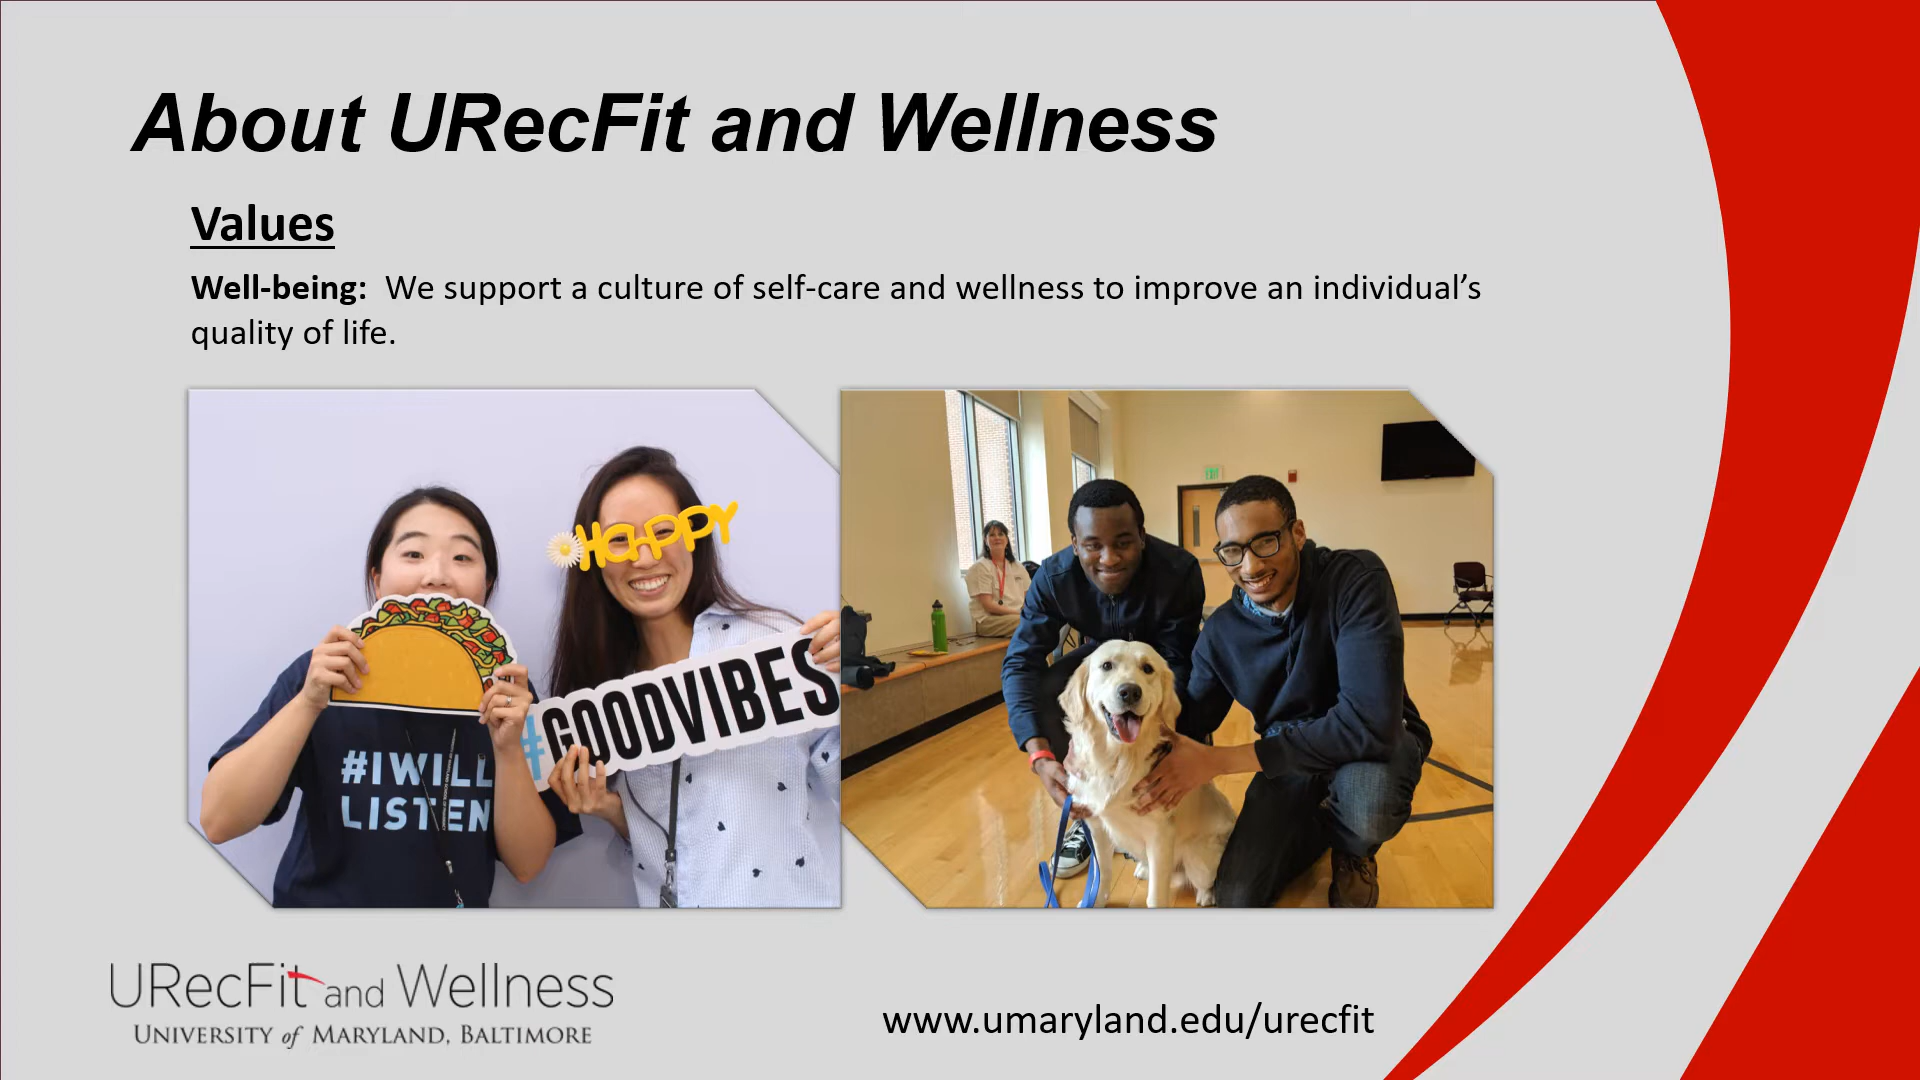 About URecFit and Wellness
Values
Well-being:  We support a culture of self-care and wellness to improve an individual’s
quality of life.
HAPPY
#GOODVIBES
#IWILL
LISTEN
URecFit and Wellness
UNIVERSITY of MARYLAND, BALTIMORE
www.umaryland.edu/urecfit